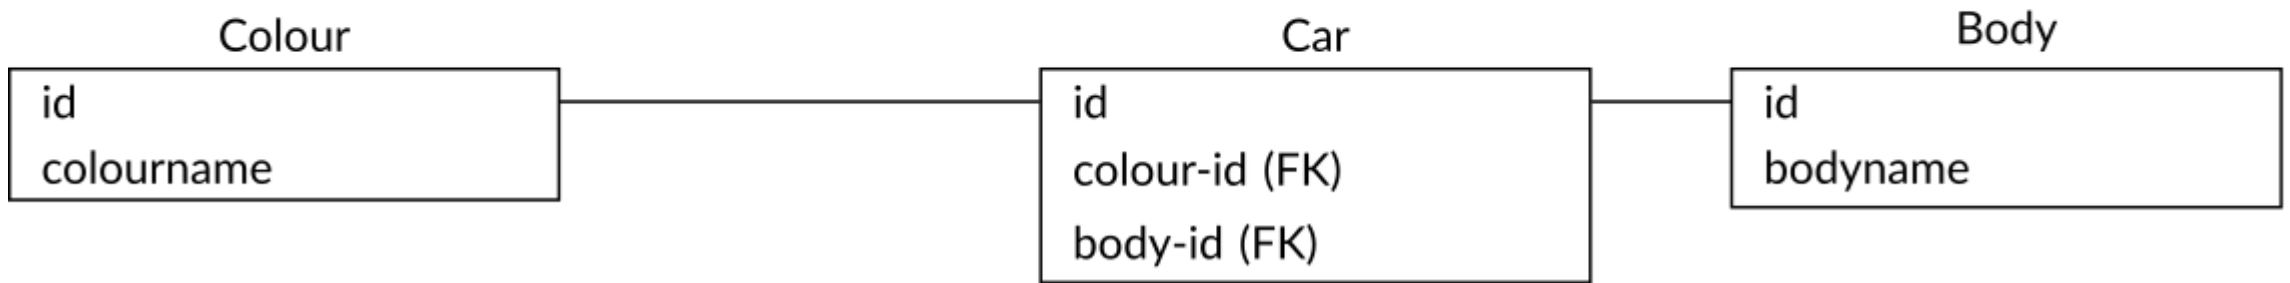 Colour
id
colourname
Car
id
colour-id (FK)
body-id (FK)
Body
id
bodyname